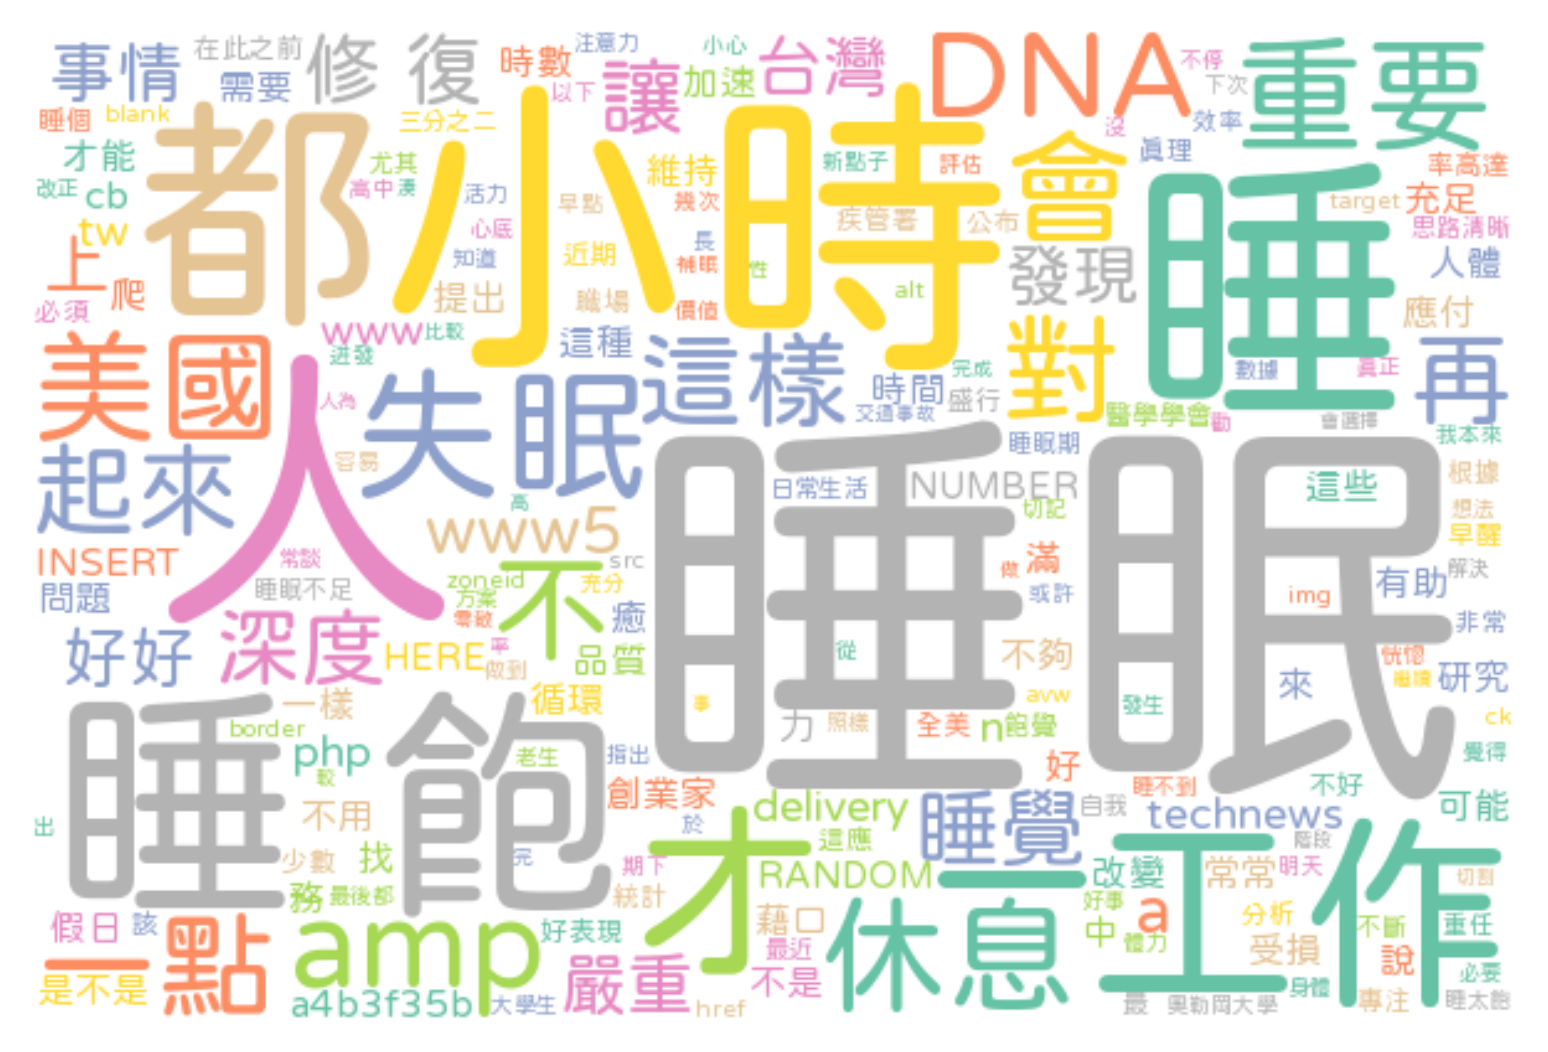 事情
在此之前
需要
修復
時數
注意力
以下
讓
小心
加速
台灣
DNA
不停
下次
重要
睡個
blank
三分之二
沒
效率
才能
尤其
都
小時
維持
新點子
評估
會
真理
率高達
改正
cb
高中
湊
活力
幾次
target
充足
tw
心底
早點
疾管署
公布
思路清晰
上
爬
知道
近期
長
補眠
性
發現
睡
人體
必須
提出
職場
價值
alt
應付
www
比較
迸發
這種
這樣
對
美國
人為
失眠
時間
完成
盛行
交通事故
數據
真正
再
醫學學會
勸
會選擇
我本來
起來
人
容易
睡眠期
睡眠
日常生活
NUMBER
切記
這些
根據
想法
高
www5
早醒
INSERT
常談
src
做
滿
解決
睡眠不足
zoneid
充分
不
問題
方案
零散
癒
或許
img
有助
非常
好好
深度
HERE
率
做到
品質
從
不夠
恍惚
繼續
研究
來
一樣
循環
事
avw
發生
border
力
照樣
全美
n
飽覺
ck
睡飽
php
較
老生
指出
好
覺得
創業家
睡不到
不好
出
不用
delivery
睡覺
自我
technews
可能
於
這應
階段
少數
找
完
期下
才
RANDOM
一
改變
常常
明天
切割
務
最後都
統計
好事
工作
假日
該
點
amp
好表現
藉口
休息
中
a
分析
不斷
重任
體力
一
嚴重
最近
不是
受損
說
必要
是不是
a4b3f35b
大學生
href
最
奧勒岡大學
身體
專注
睡太飽